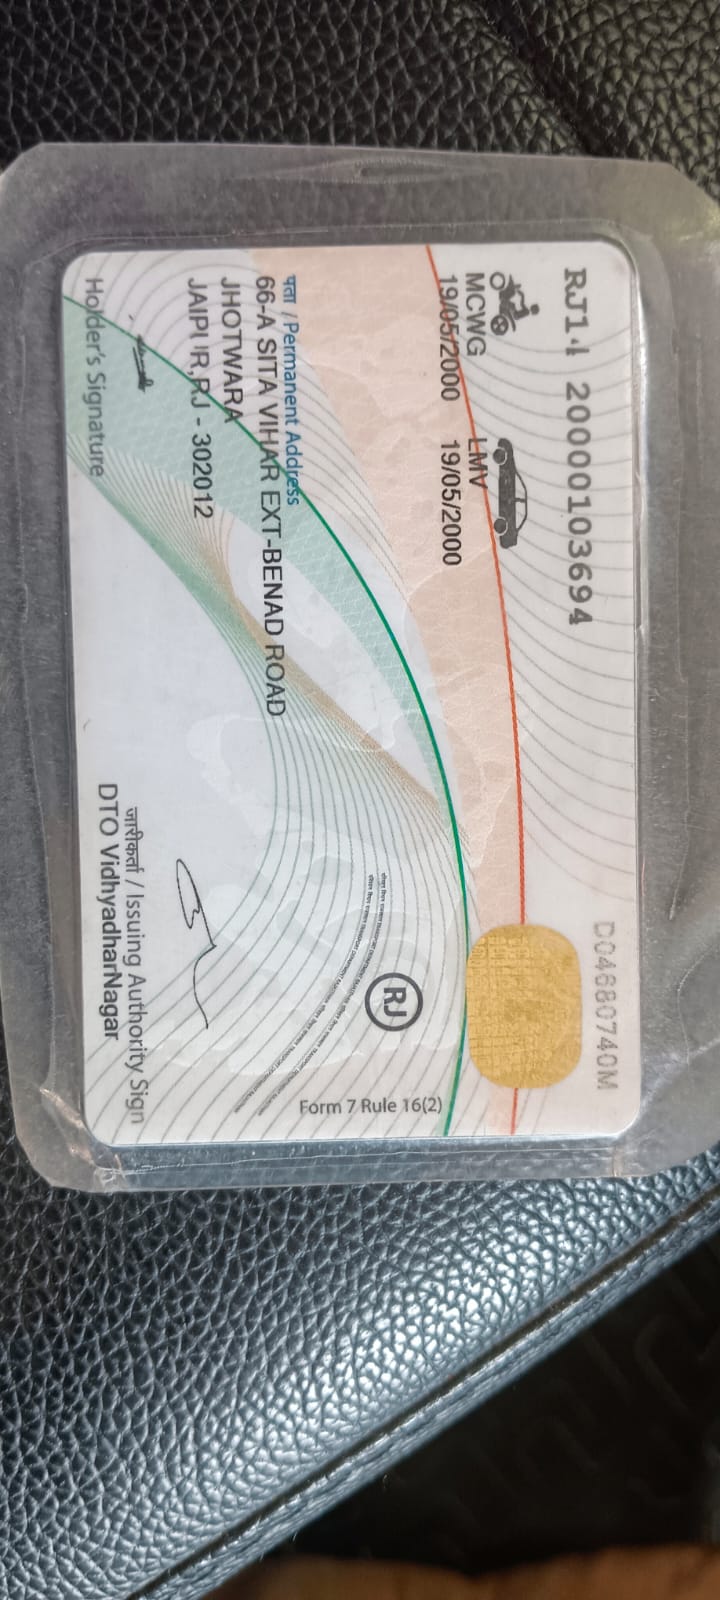 RJ14 20000103694
D04680740M
MCWG
19/05/2000
LMV
19/05/2000
पता / Permanent Address
66-A SITA VIHAR EXT-BENAD ROAD
JHOTWARA
JAIPUR,RJ - 302012
Holder's Signature
RJ
Form 7 Rule 16(2)
जारीकर्ता / Issuing Authority Sign
DTO VidhyadharNagar